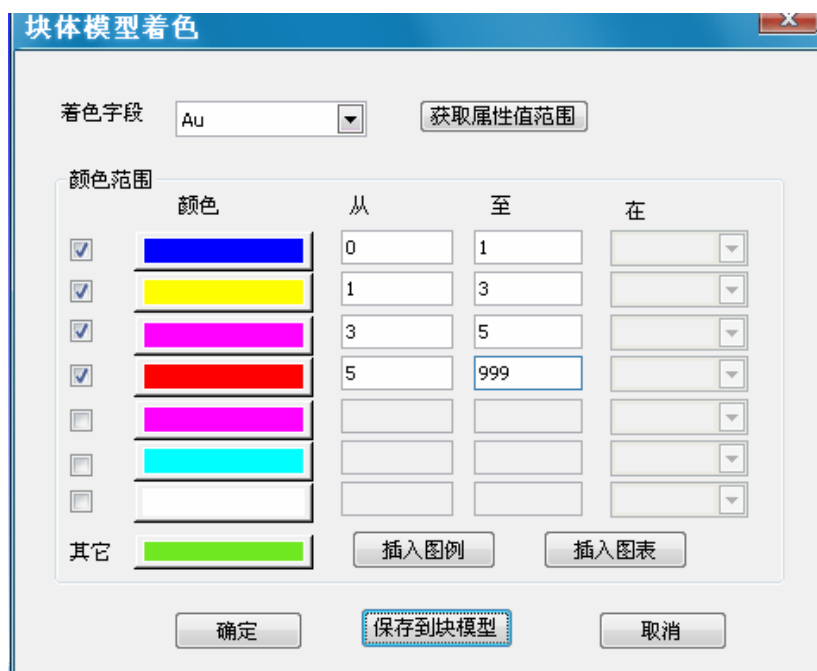 块体模型着色
着色字段 Au 获取属性值范围
颜色范围
颜色 从 至 在
0 1
1 3
3 5
5 999
其它 插入图例 插入图表
确定 保存到块模型 取消